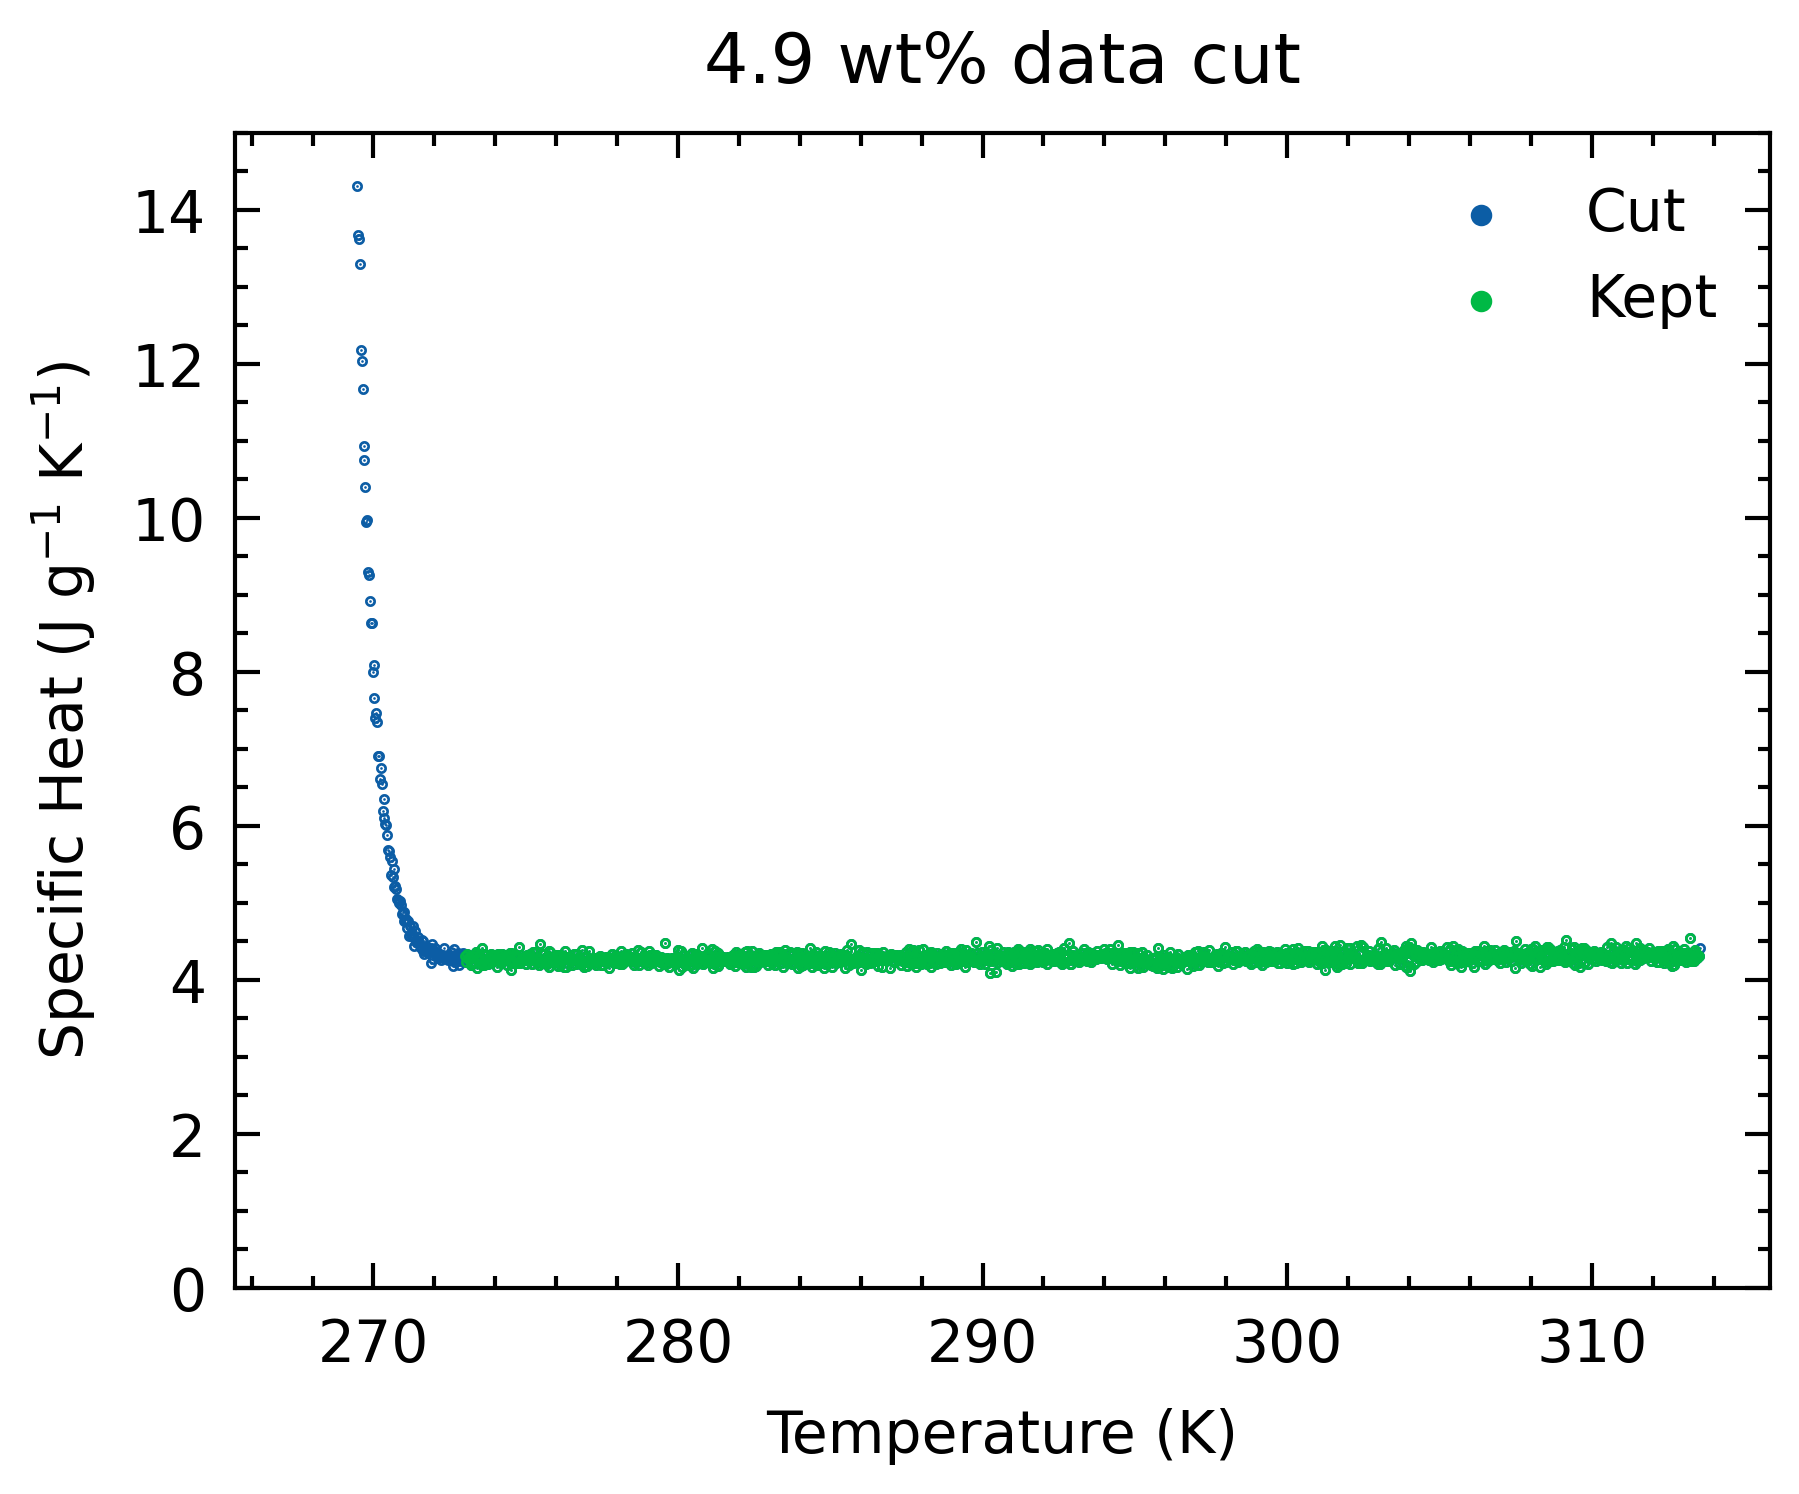 4.9 wt% data cut
Cut
Kept
Specific Heat (J g⁻¹ K⁻¹)
14
12
10
8
6
4
2
0
270 280 290 300 310
Temperature (K)